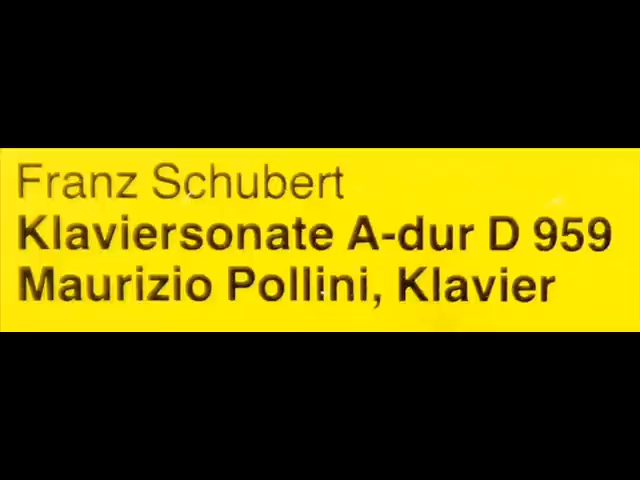 Franz Schubert
Klaviersonate A-dur D 959
Maurizio Pollini, Klavier